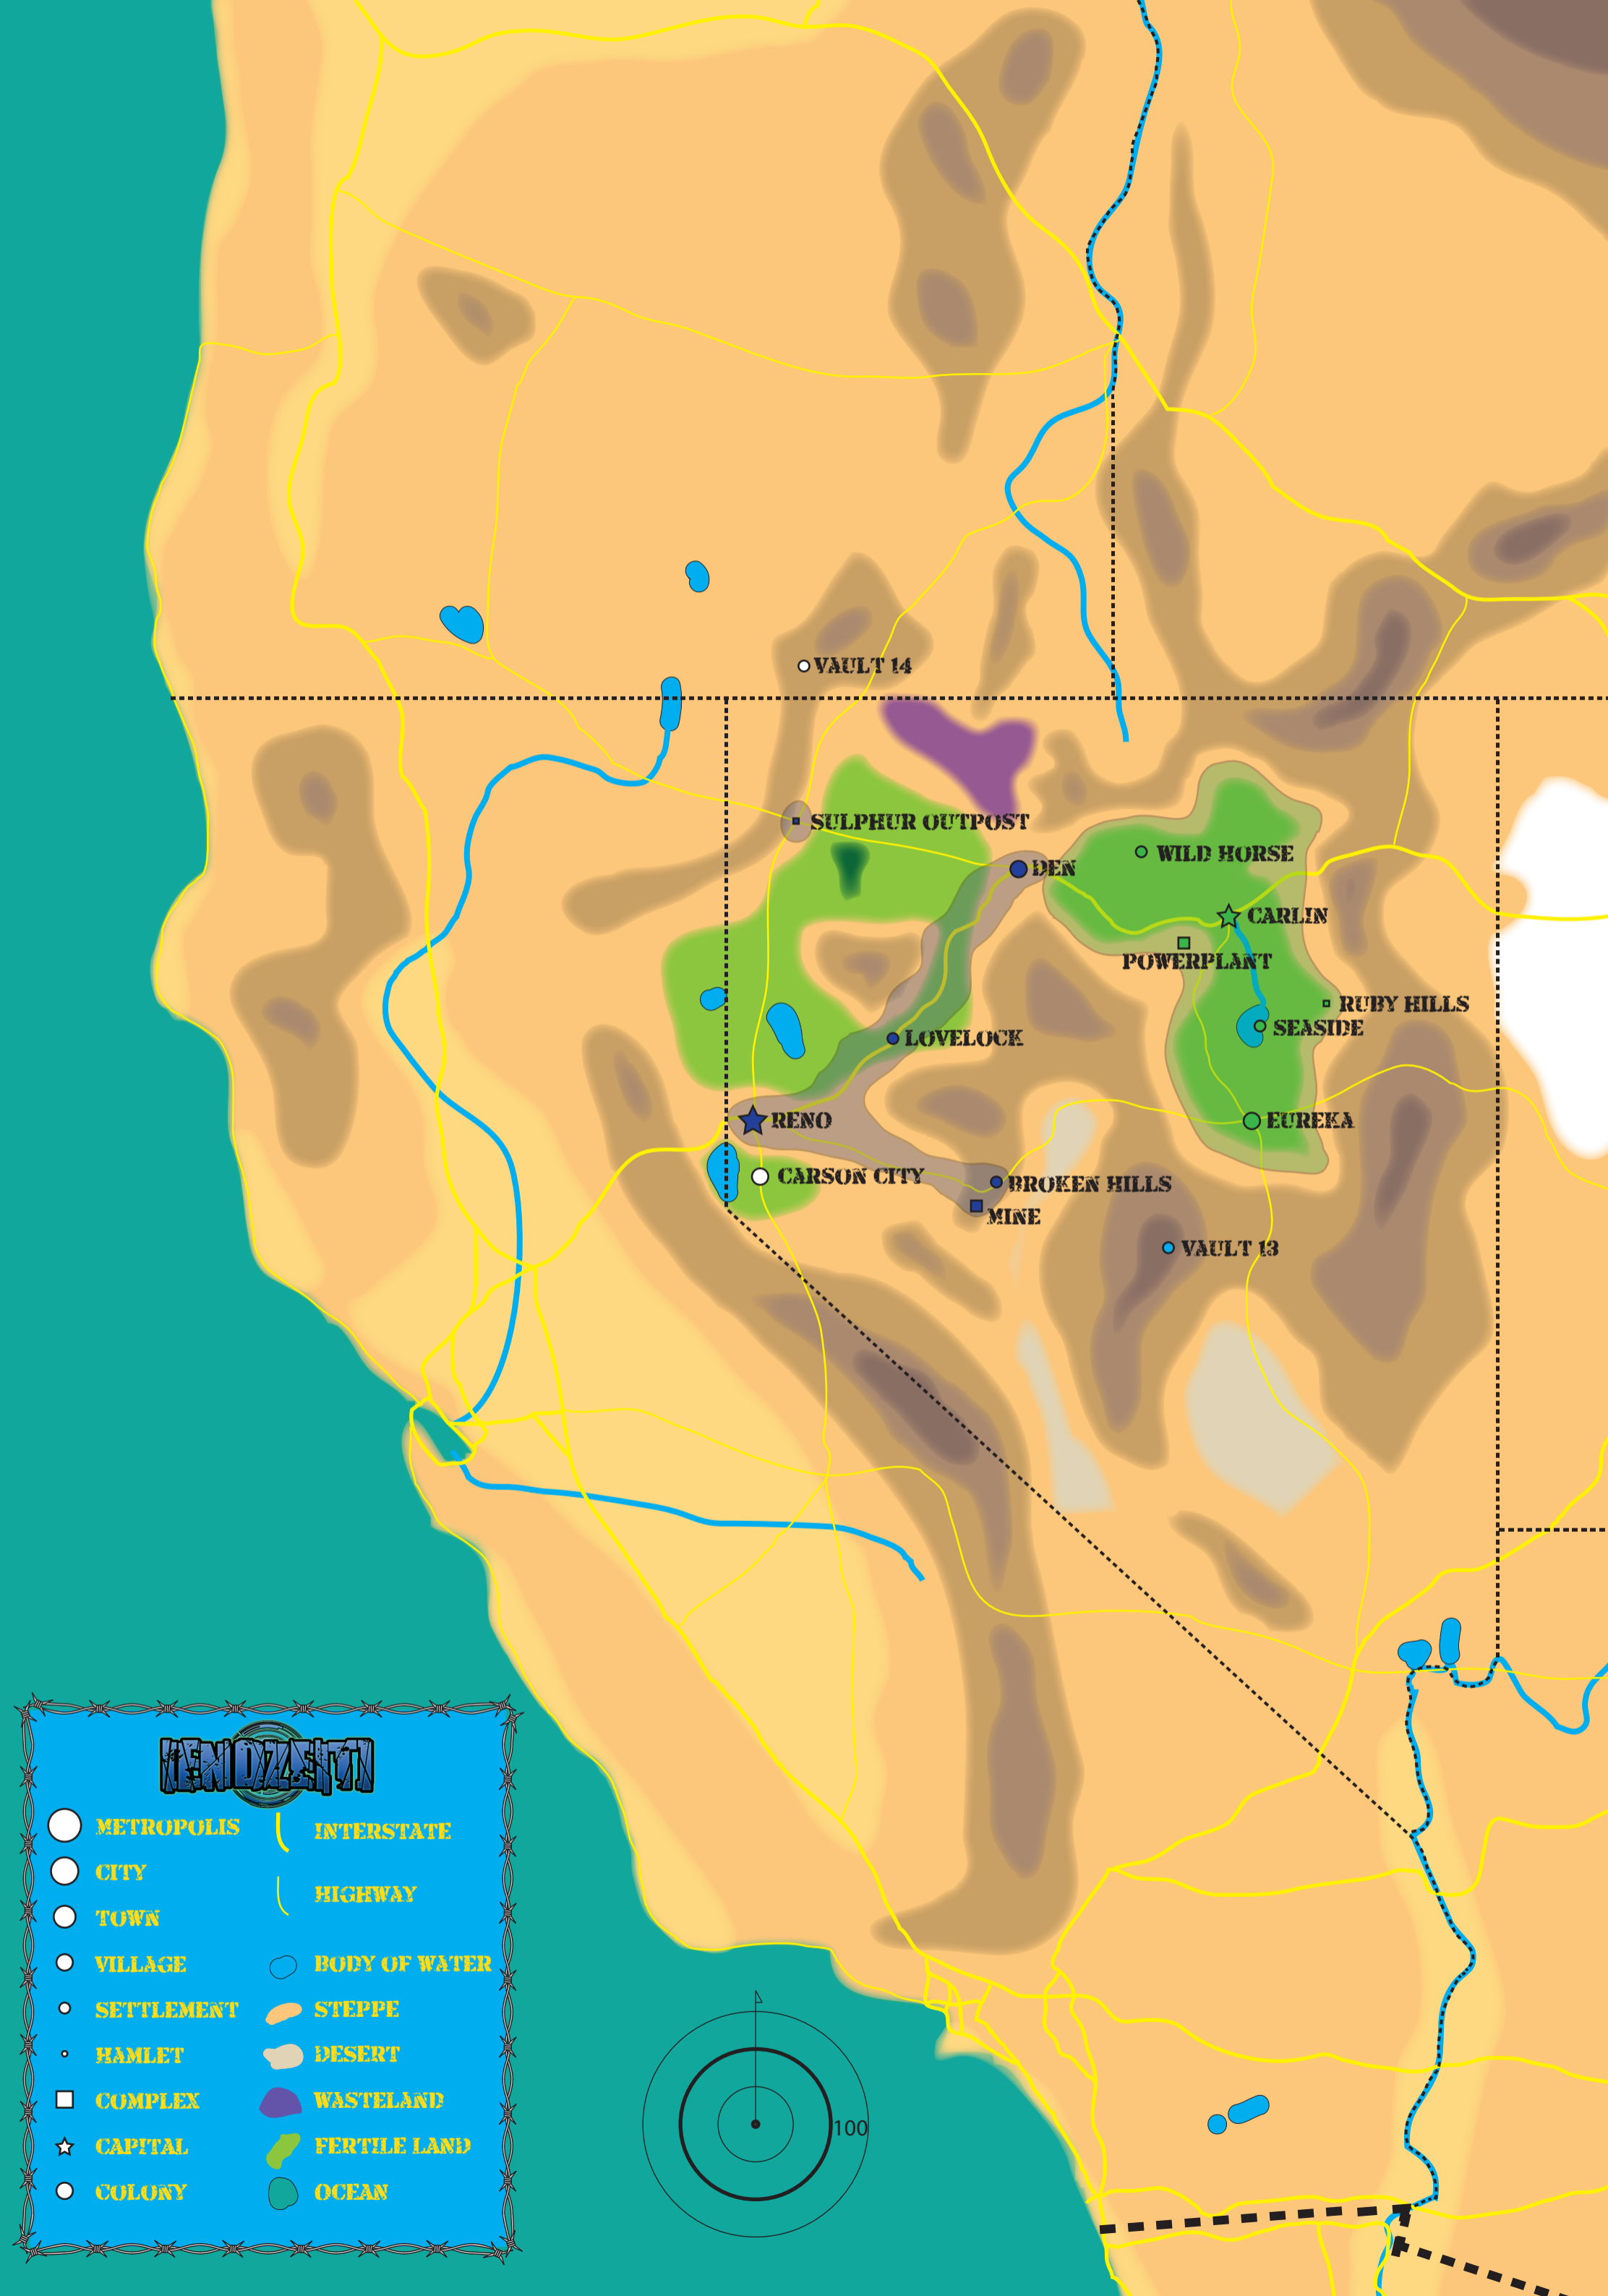 VAULT 14
SULPHUR OUTPOST
DEN
WILD HORSE
CARLIN
POWERPLANT
RUBY HILLS
SEASIDE
LOVELOCK
RENO
EUREKA
CARSON CITY
BROKEN HILLS
MINE
VAULT 13
ENDZEIT
METROPOLIS
CITY
TOWN
VILLAGE
SETTLEMENT
HAMLET
COMPLEX
CAPITAL
COLONY
INTERSTATE
HIGHWAY
BODY OF WATER
STEPPE
DESERT
WASTELAND
FERTILE LAND
OCEAN
100